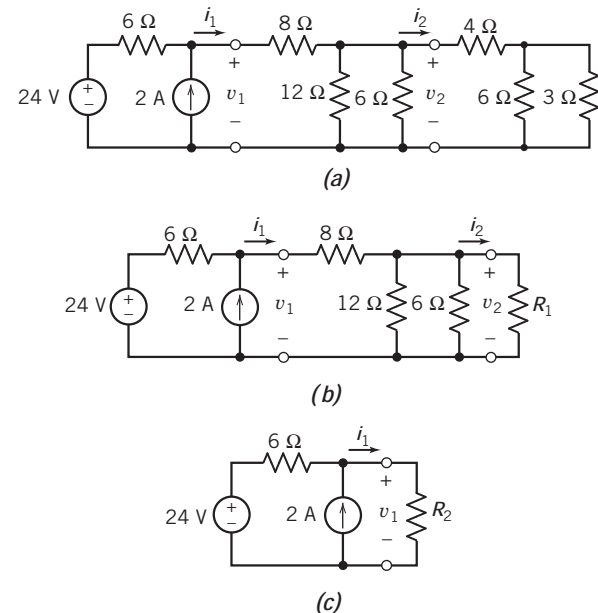 6 Ω i₁ 8 Ω i₂ 4 Ω
+ − 24 V 2 A + v₁ − 12 Ω 6 Ω + v₂ − 6 Ω 3 Ω
(a)
6 Ω i₁ 8 Ω i₂
+ − 24 V 2 A + v₁ − 12 Ω 6 Ω + v₂ − R₁
(b)
6 Ω i₁
+ − 24 V 2 A + v₁ − R₂
(c)